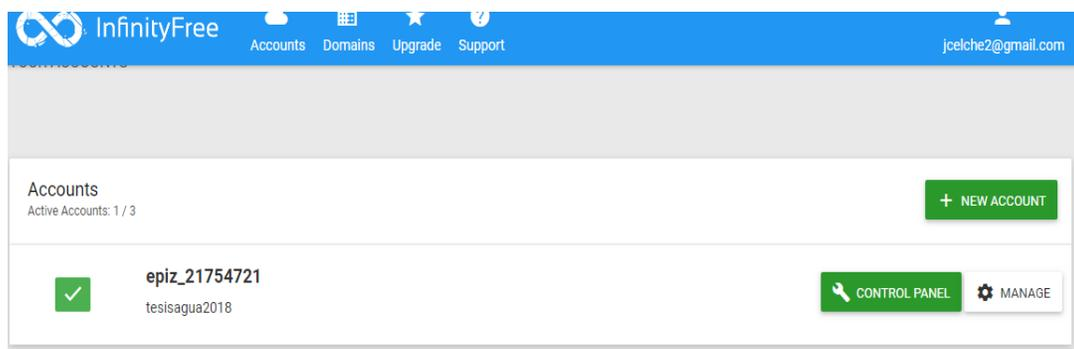 InfinityFree
Accounts Domains Upgrade Support
jcelche2@gmail.com
Accounts
Active Accounts: 1 / 3
+ NEW ACCOUNT
epiz_21754721
tesisagua2018
CONTROL PANEL
MANAGE